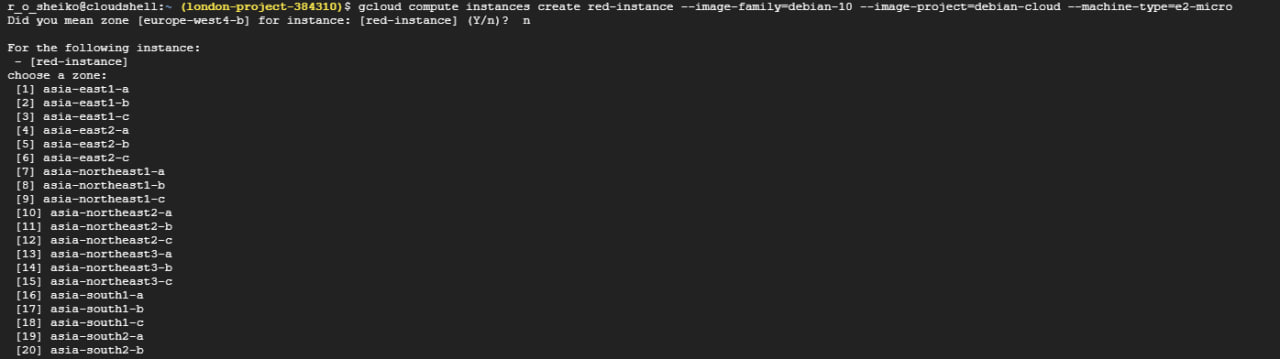 r_o_sheiko@cloudshell:~ (london-project-384310)$ gcloud compute instances create red-instance --image-family=debian-10 --image-project=debian-cloud --machine-type=e2-micro
Did you mean zone [europe-west4-b] for instance: [red-instance] (Y/n)?  n
For the following instance:
 - [red-instance]
choose a zone:
 [1] asia-east1-a
 [2] asia-east1-b
 [3] asia-east1-c
 [4] asia-east2-a
 [5] asia-east2-b
 [6] asia-east2-c
 [7] asia-northeast1-a
 [8] asia-northeast1-b
 [9] asia-northeast1-c
 [10] asia-northeast2-a
 [11] asia-northeast2-b
 [12] asia-northeast2-c
 [13] asia-northeast3-a
 [14] asia-northeast3-b
 [15] asia-northeast3-c
 [16] asia-south1-a
 [17] asia-south1-b
 [18] asia-south1-c
 [19] asia-south2-a
 [20] asia-south2-b